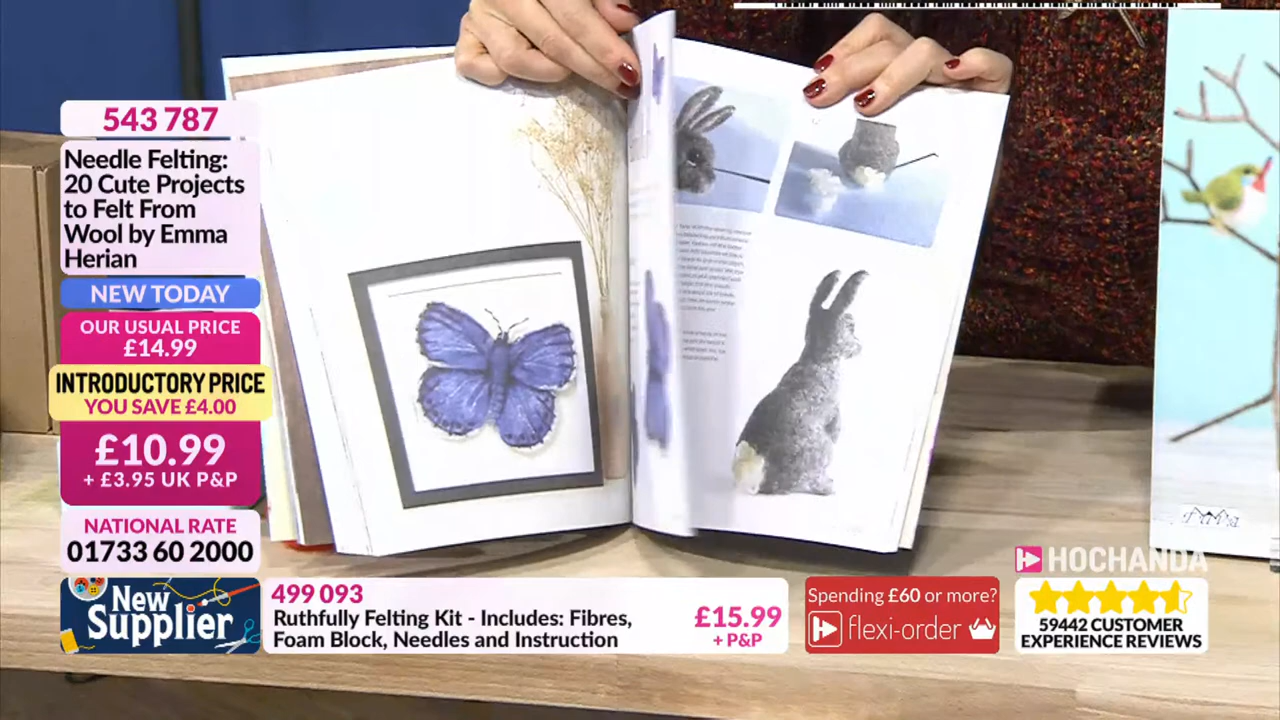 543 787
Needle Felting:
20 Cute Projects
to Felt From
Wool by Emma
Herian
NEW TODAY
OUR USUAL PRICE
£14.99
INTRODUCTORY PRICE
YOU SAVE £4.00
£10.99
+ £3.95 UK P&P
NATIONAL RATE
01733 60 2000
New
Supplier
499 093
Ruthfully Felting Kit - Includes: Fibres,
Foam Block, Needles and Instruction
£15.99
+ P&P
Spending £60 or more?
flexi-order
HOCHANDA
59442 CUSTOMER
EXPERIENCE REVIEWS